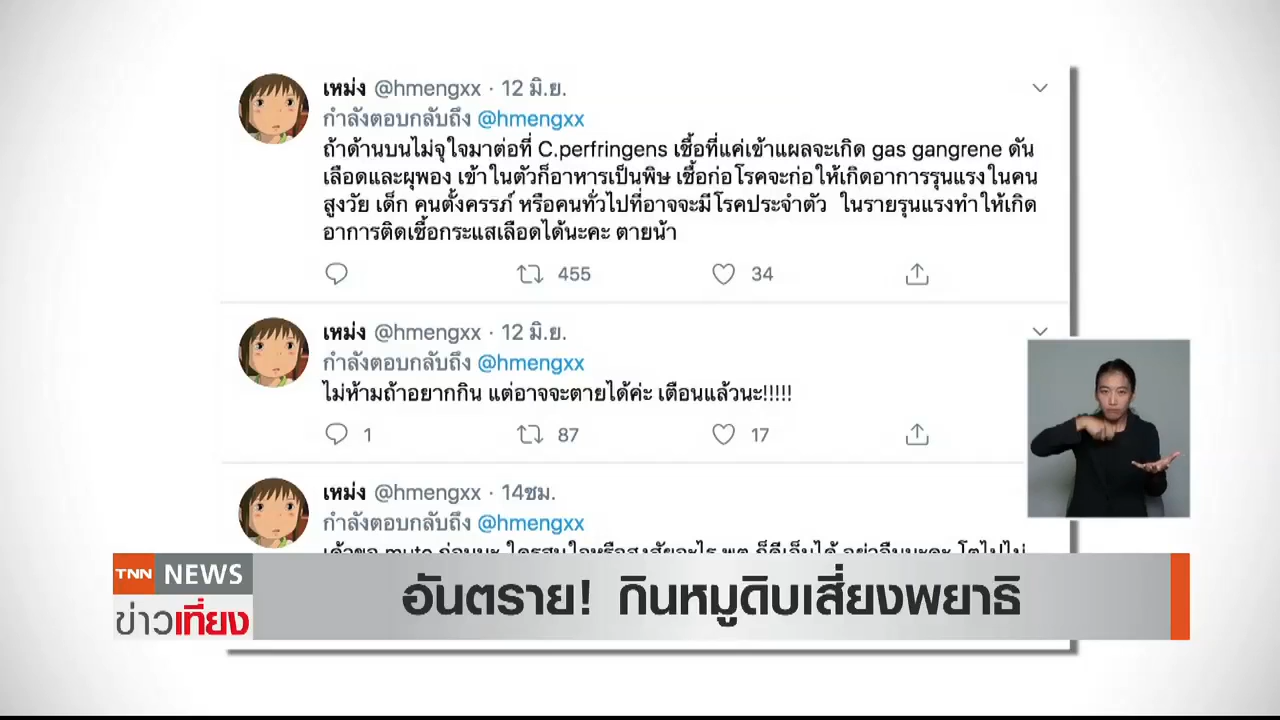 เหม่ง @hmengxx · 12 มิ.ย.
กำลังตอบกลับถึง @hmengxx
ถ้าด้านบนไม่จุใจมาต่อที่ C.perfringens เชื้อที่แค่เข้าแผลจะเกิด gas gangrene ดัน
เลือดและผุพอง เข้าในตัวก็อาหารเป็นพิษ เชื้อก่อโรคจะก่อให้เกิดอาการรุนแรงในคน
สูงวัย เด็ก คนตั้งครรภ์ หรือคนทั่วไปที่อาจจะมีโรคประจำตัว ในรายรุนแรงทำให้เกิด
อาการติดเชื้อกระแสเลือดได้นะคะ ตายน้า
455 34
เหม่ง @hmengxx · 12 มิ.ย.
กำลังตอบกลับถึง @hmengxx
ไม่ห้ามถ้าอยากกิน แต่อาจจะตายได้ค่ะ เตือนแล้วนะ!!!!!
1 87 17
เหม่ง @hmengxx · 14ชม.
กำลังตอบกลับถึง @hmengxx
TNN NEWS
ข่าวเที่ยง
อันตราย! กินหมูดิบเสี่ยงพยาธิ